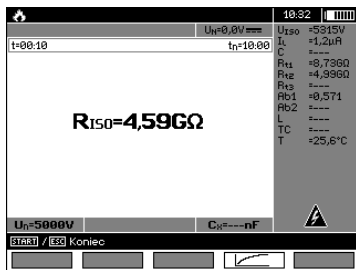 10:32
UN=0,0V
t=00:10 tn=10:00
RISO=4,59GΩ
UISO =5315V
IL =1,2µA
C =---
Rt1 =8,73GΩ
Rt2 =4,99GΩ
Rt3 =---
Ab1 =0,571
Ab2 =---
L =---
TC =---
T =25,6°C
Un=5000V CX=---nF
START / ESC Koniec